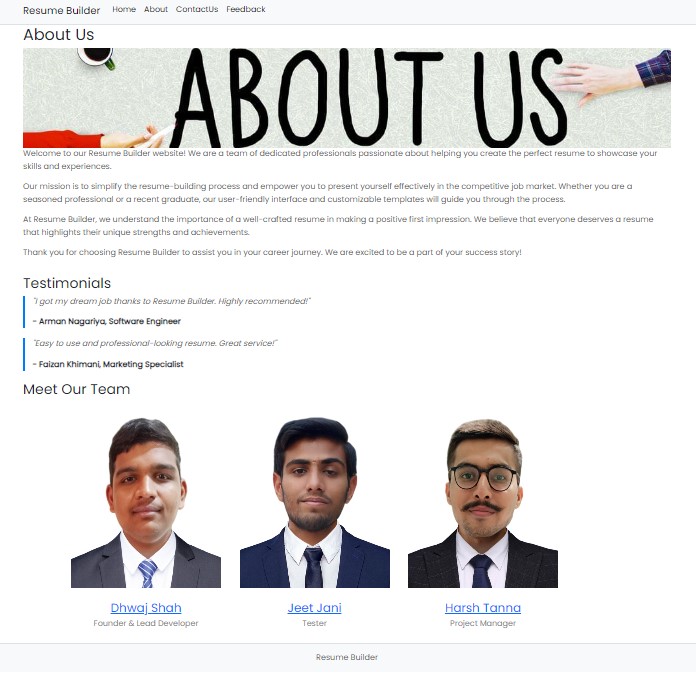 Resume Builder Home About ContactUs Feedback
About Us
ABOUT US
Welcome to our Resume Builder website! We are a team of dedicated professionals passionate about helping you create the perfect resume to showcase your
skills and experiences.
Our mission is to simplify the resume-building process and empower you to present yourself effectively in the competitive job market. Whether you are a
seasoned professional or a recent graduate, our user-friendly interface and customizable templates will guide you through the process.
At Resume Builder, we understand the importance of a well-crafted resume in making a positive first impression. We believe that everyone deserves a resume
that highlights their unique strengths and achievements.
Thank you for choosing Resume Builder to assist you in your career journey. We are excited to be a part of your success story!
Testimonials
"I got my dream job thanks to Resume Builder. Highly recommended!"
- Arman Nagariya, Software Engineer
"Easy to use and professional-looking resume. Great service!"
- Faizan Khimani, Marketing Specialist
Meet Our Team
Dhwaj Shah Jeet Jani Harsh Tanna
Founder & Lead Developer Tester Project Manager
Resume Builder